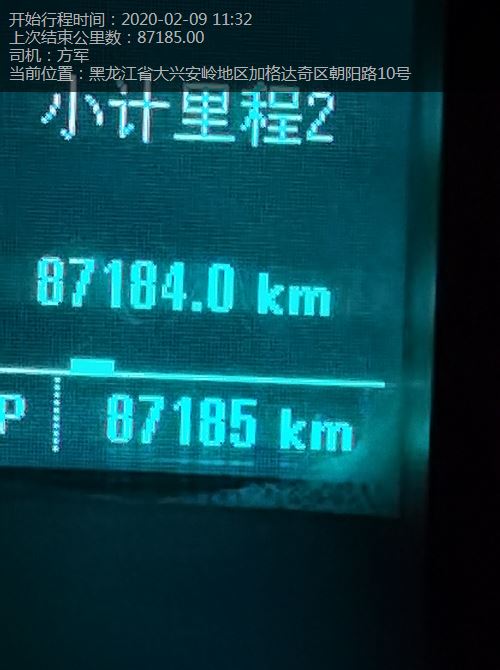 开始行程时间：2020-02-09 11:32
上次结束公里数：87185.00
司机：方军
当前位置：黑龙江省大兴安岭地区加格达奇区朝阳路10号
小计里程2
87184.0 km
P 87185 km